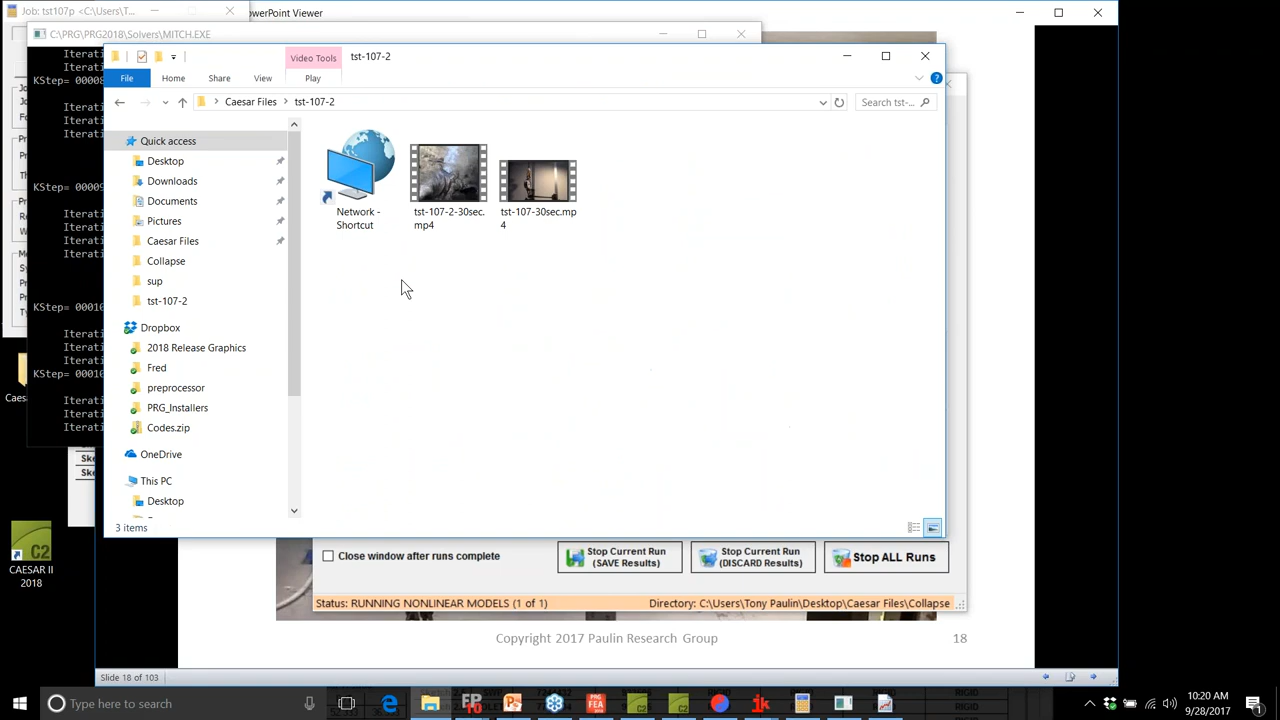 Job: tst107p <C:\Users\T...
PowerPoint Viewer
C:\PRG\PRG2018\Solvers\MITCH.EXE
Video Tools
tst-107-2
File
Home
Share
View
Play
Caesar Files
tst-107-2
Search tst-...
Quick access
Desktop
Downloads
Documents
Pictures
Caesar Files
Collapse
sup
tst-107-2
Dropbox
2018 Release Graphics
Fred
preprocessor
PRG_Installers
Codes.zip
OneDrive
This PC
Desktop
Network -
Shortcut
tst-107-2-30sec.
mp4
tst-107-30sec.mp
4
3 items
Iterati
Iterati
KStep= 00008
Iterati
Iterati
Iterati
KStep= 00009
Iterati
Iterati
Iterati
Iterati
KStep= 00010
Iterati
Iterati
Iterati
KStep= 00010
Iterati
Iterati
Iterati
CAESAR II
2018
Close window after runs complete
Stop Current Run
(SAVE Results)
Stop Current Run
(DISCARD Results)
Stop ALL Runs
Status: RUNNING NONLINEAR MODELS (1 of 1)
Directory: C:\Users\Tony Paulin\Desktop\Caesar Files\Collapse
Copyright 2017 Paulin Research Group
18
Slide 18 of 103
Type here to search
10:20 AM
9/28/2017